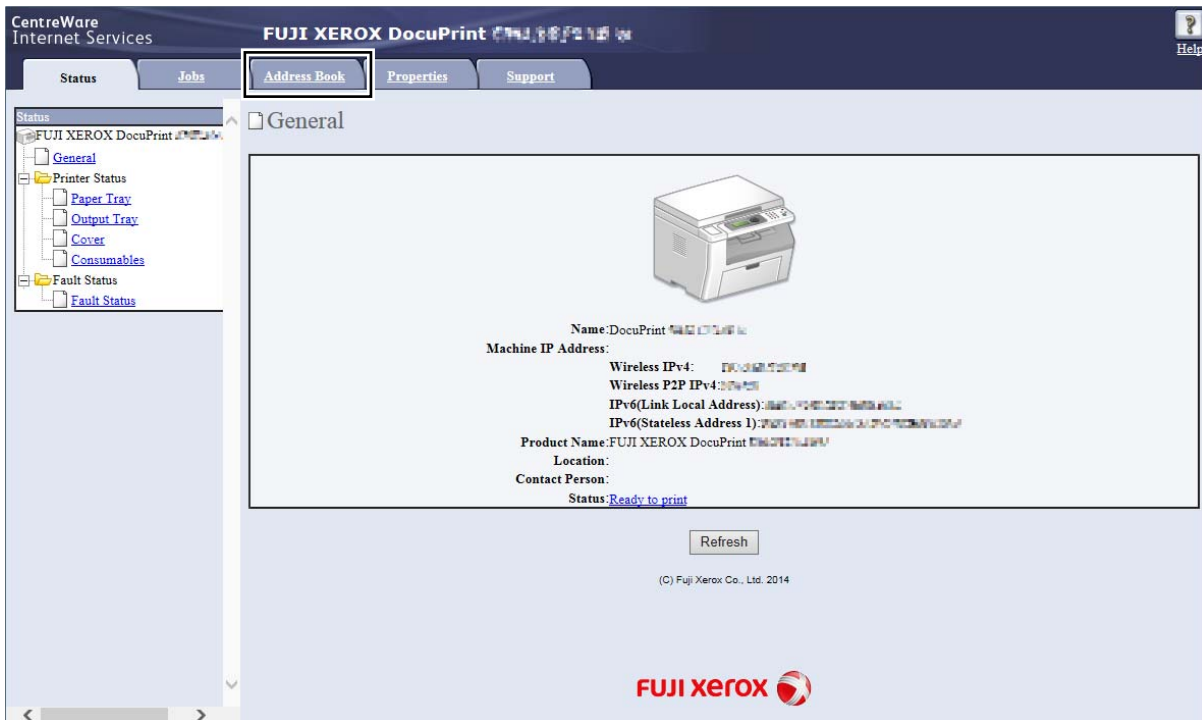 CentreWare
Internet Services
FUJI XEROX DocuPrint
Help
Status Jobs Address Book Properties Support
Status
FUJI XEROX DocuPrint
General
Printer Status
Paper Tray
Output Tray
Cover
Consumables
Fault Status
Fault Status
General
Name:DocuPrint
Machine IP Address:
Wireless IPv4:
Wireless P2P IPv4:
IPv6(Link Local Address):
IPv6(Stateless Address 1):
Product Name:FUJI XEROX DocuPrint
Location:
Contact Person:
Status:Ready to print
Refresh
(C) Fuji Xerox Co., Ltd. 2014
FUJI xerox